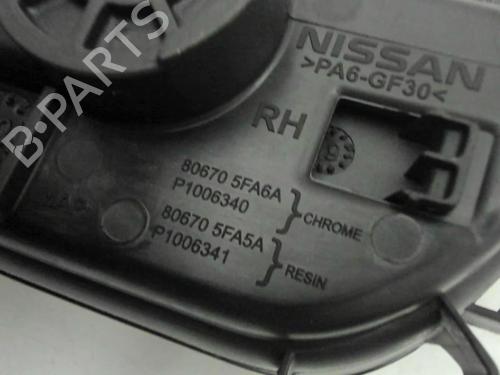 NISSAN
>PA6-GF30<
RH
80670 5FA6A
P1006340
CHROME
80670 5FA5A
P1006341
RESIN
B-PARTS